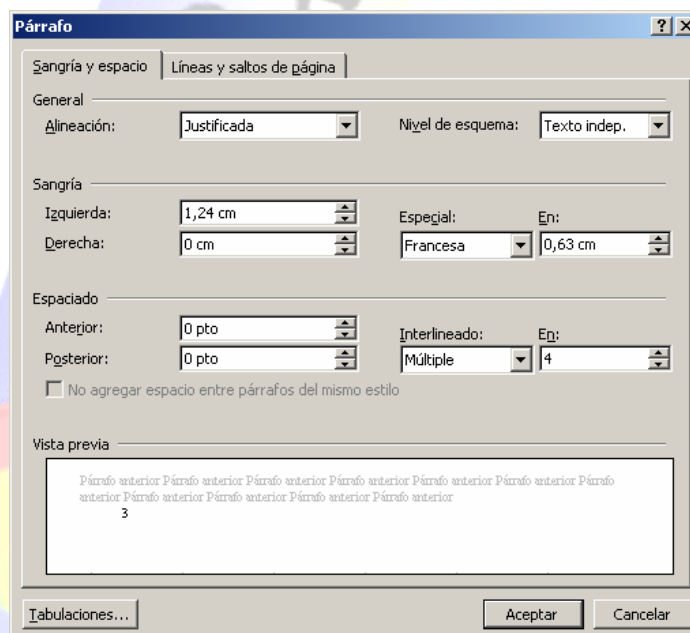 Párrafo
Sangría y espacio Líneas y saltos de página
General
Alineación: Justificada Nivel de esquema: Texto indep.
Sangría
Izquierda: 1,24 cm Especial: En:
Derecha: 0 cm Francesa 0,63 cm
Espaciado
Anterior: 0 pto Interlineado: En:
Posterior: 0 pto Múltiple 4
No agregar espacio entre párrafos del mismo estilo
Vista previa
Párrafo anterior Párrafo anterior Párrafo anterior Párrafo anterior Párrafo anterior Párrafo anterior Párrafo
anterior Párrafo anterior Párrafo anterior Párrafo anterior Párrafo anterior
3
Tabulaciones... Aceptar Cancelar